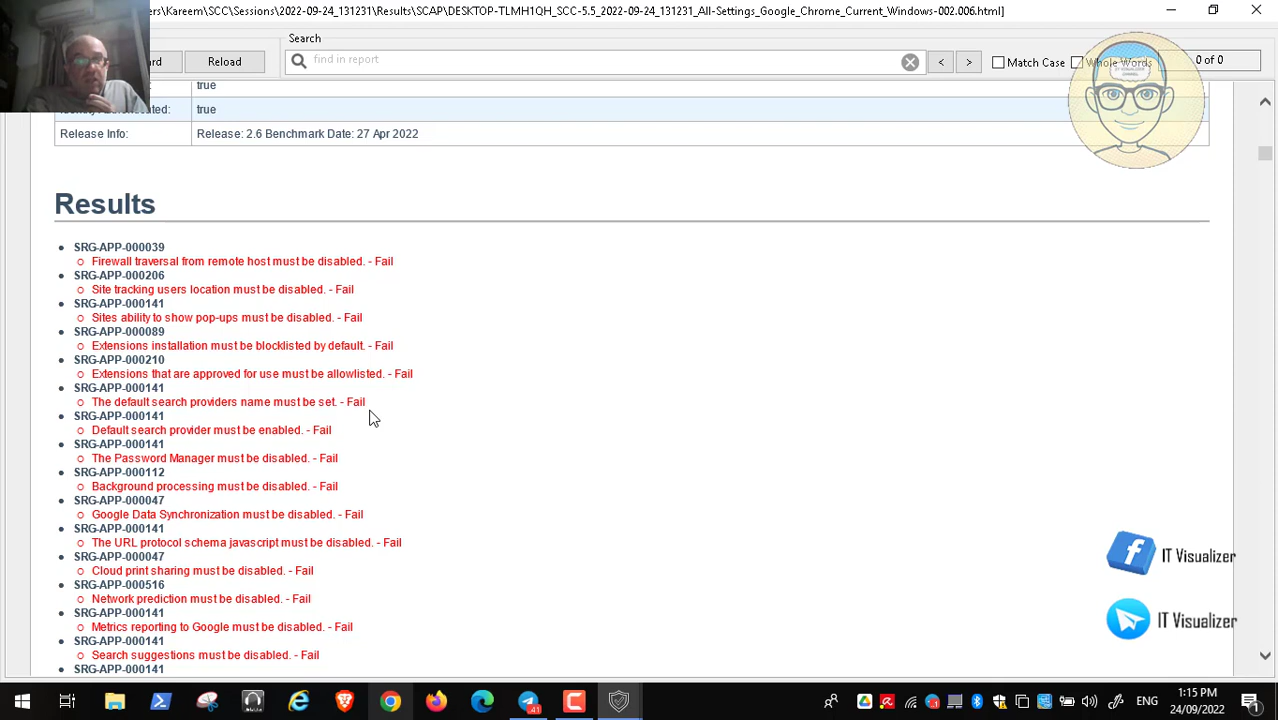 ers/Kareem/SCC/Sessions/2022-09-24_131231/Results/SCAP/DESKTOP-TLMH1QH_SCC-5.5_2022-09-24_131231_All-Settings_Google_Chrome_Current_Windows-002.006.html]
Search
Reload
find in report
<
>
Match Case
Whole Words
0 of 0
true
true
Release Info:
Release: 2.6 Benchmark Date: 27 Apr 2022
Results
SRG-APP-000039
Firewall traversal from remote host must be disabled. - Fail
SRG-APP-000206
Site tracking users location must be disabled. - Fail
SRG-APP-000141
Sites ability to show pop-ups must be disabled. - Fail
SRG-APP-000089
Extensions installation must be blocklisted by default. - Fail
SRG-APP-000210
Extensions that are approved for use must be allowlisted. - Fail
SRG-APP-000141
The default search providers name must be set. - Fail
SRG-APP-000141
Default search provider must be enabled. - Fail
SRG-APP-000141
The Password Manager must be disabled. - Fail
SRG-APP-000112
Background processing must be disabled. - Fail
SRG-APP-000047
Google Data Synchronization must be disabled. - Fail
SRG-APP-000141
The URL protocol schema javascript must be disabled. - Fail
SRG-APP-000047
Cloud print sharing must be disabled. - Fail
SRG-APP-000516
Network prediction must be disabled. - Fail
SRG-APP-000141
Metrics reporting to Google must be disabled. - Fail
SRG-APP-000141
Search suggestions must be disabled. - Fail
SRG-APP-000141
IT Visualizer
IT Visualizer
41
ENG
1:15 PM
24/09/2022